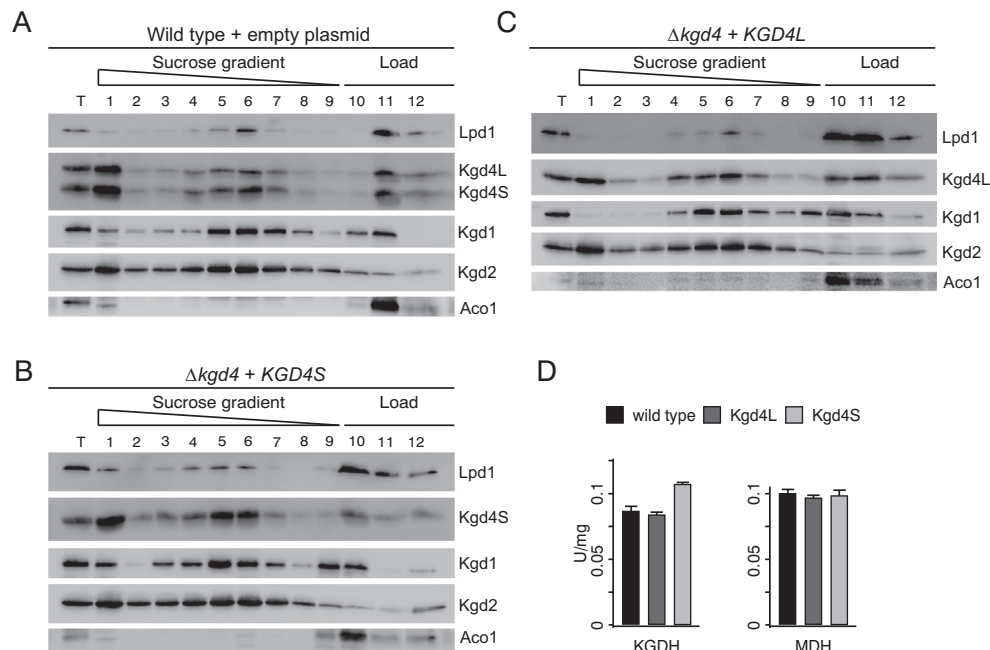 A
Wild type + empty plasmid
Sucrose gradient Load
T 1 2 3 4 5 6 7 8 9 10 11 12
Lpd1
Kgd4L
Kgd4S
Kgd1
Kgd2
Aco1
B
Δkgd4 + KGD4S
Sucrose gradient Load
T 1 2 3 4 5 6 7 8 9 10 11 12
Lpd1
Kgd4S
Kgd1
Kgd2
Aco1
C
Δkgd4 + KGD4L
Sucrose gradient Load
T 1 2 3 4 5 6 7 8 9 10 11 12
Lpd1
Kgd4L
Kgd1
Kgd2
Aco1
D
wild type Kgd4L Kgd4S
U/mg
0 0.05 0.1
KGDH
0 0.05 0.1
MDH